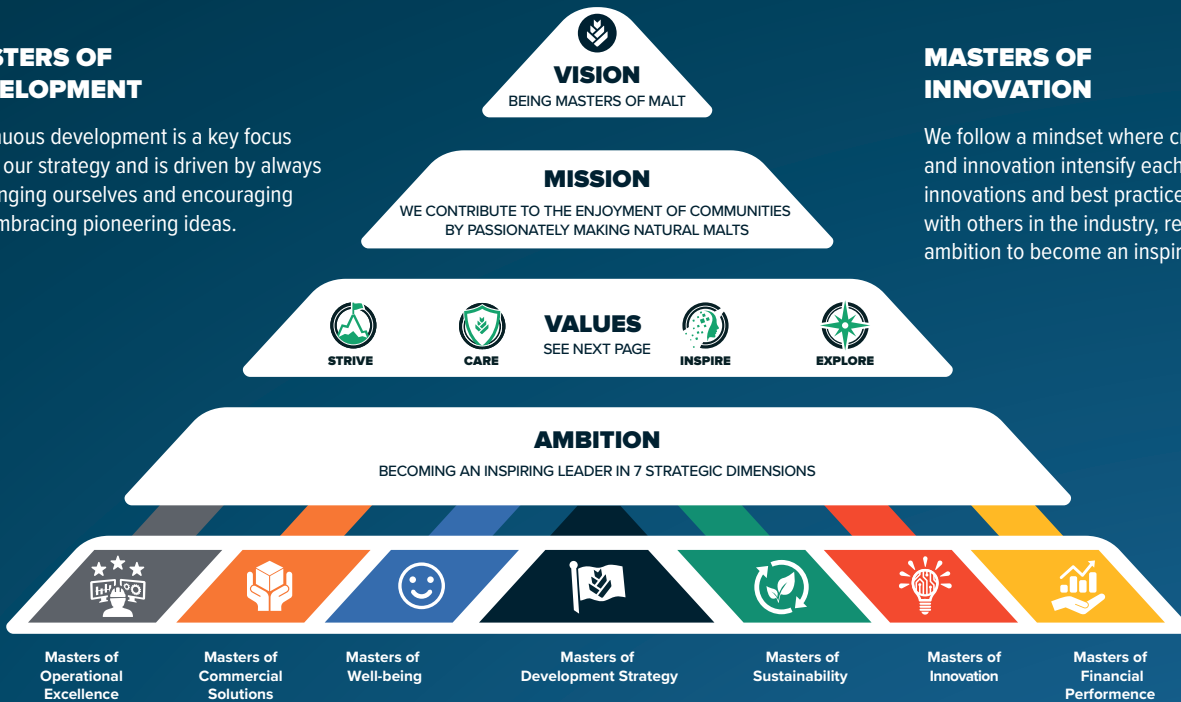 STERS OF
ELOPMENT
nuous development is a key focus
our strategy and is driven by always
nging ourselves and encouraging
mbracing pioneering ideas.
VISION
BEING MASTERS OF MALT
MISSION
WE CONTRIBUTE TO THE ENJOYMENT OF COMMUNITIES
BY PASSIONATELY MAKING NATURAL MALTS
STRIVE
CARE
VALUES
SEE NEXT PAGE
INSPIRE
EXPLORE
AMBITION
BECOMING AN INSPIRING LEADER IN 7 STRATEGIC DIMENSIONS
MASTERS OF
INNOVATION
We follow a mindset where cr
and innovation intensify each
innovations and best practice
with others in the industry, re
ambition to become an inspir
Masters of
Operational
Excellence
Masters of
Commercial
Solutions
Masters of
Well-being
Masters of
Development Strategy
Masters of
Sustainability
Masters of
Innovation
Masters of
Financial
Performence